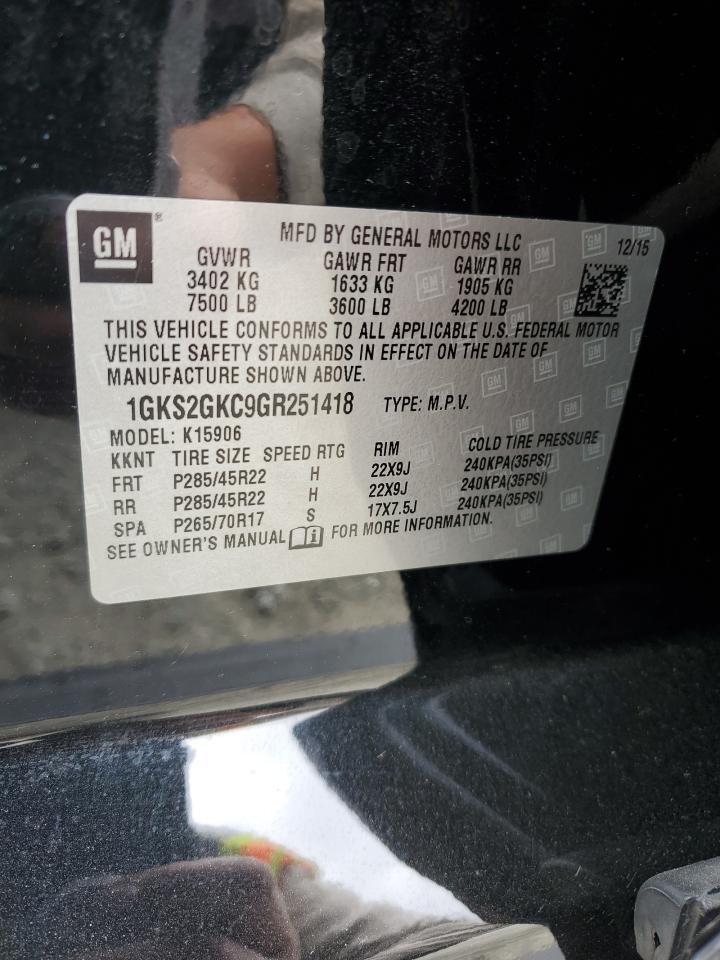 GM ®
MFD BY GENERAL MOTORS LLC 12/15
GVWR GAWR FRT GAWR RR
3402 KG 1633 KG 1905 KG
7500 LB 3600 LB 4200 LB
THIS VEHICLE CONFORMS TO ALL APPLICABLE U.S. FEDERAL MOTOR
VEHICLE SAFETY STANDARDS IN EFFECT ON THE DATE OF
MANUFACTURE SHOWN ABOVE.
1GKS2GKC9GR251418 TYPE: M.P.V.
MODEL: K15906
KKNT TIRE SIZE SPEED RTG RIM COLD TIRE PRESSURE
FRT P285/45R22 H 22X9J 240KPA(35PSI)
RR P285/45R22 H 22X9J 240KPA(35PSI)
SPA P265/70R17 S 17X7.5J 240KPA(35PSI)
SEE OWNER'S MANUAL FOR MORE INFORMATION.